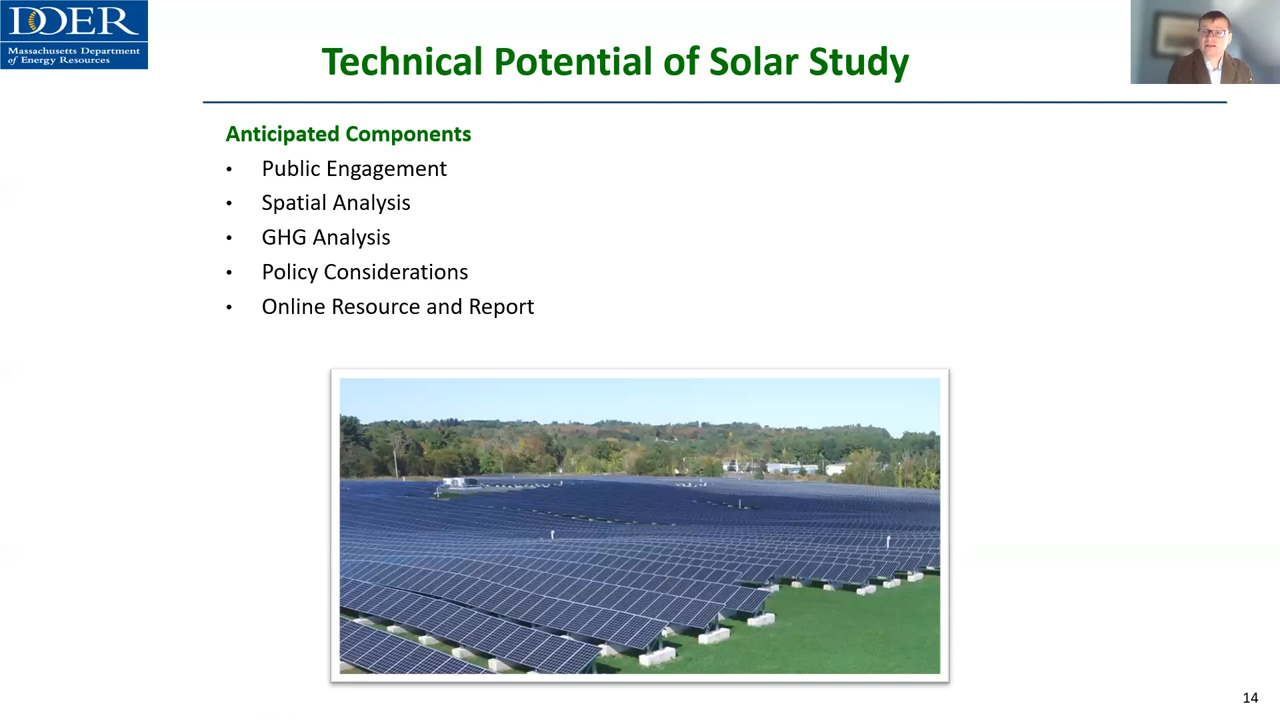 DOER
Massachusetts Department
of Energy Resources
Technical Potential of Solar Study
Anticipated Components
• Public Engagement
• Spatial Analysis
• GHG Analysis
• Policy Considerations
• Online Resource and Report
14